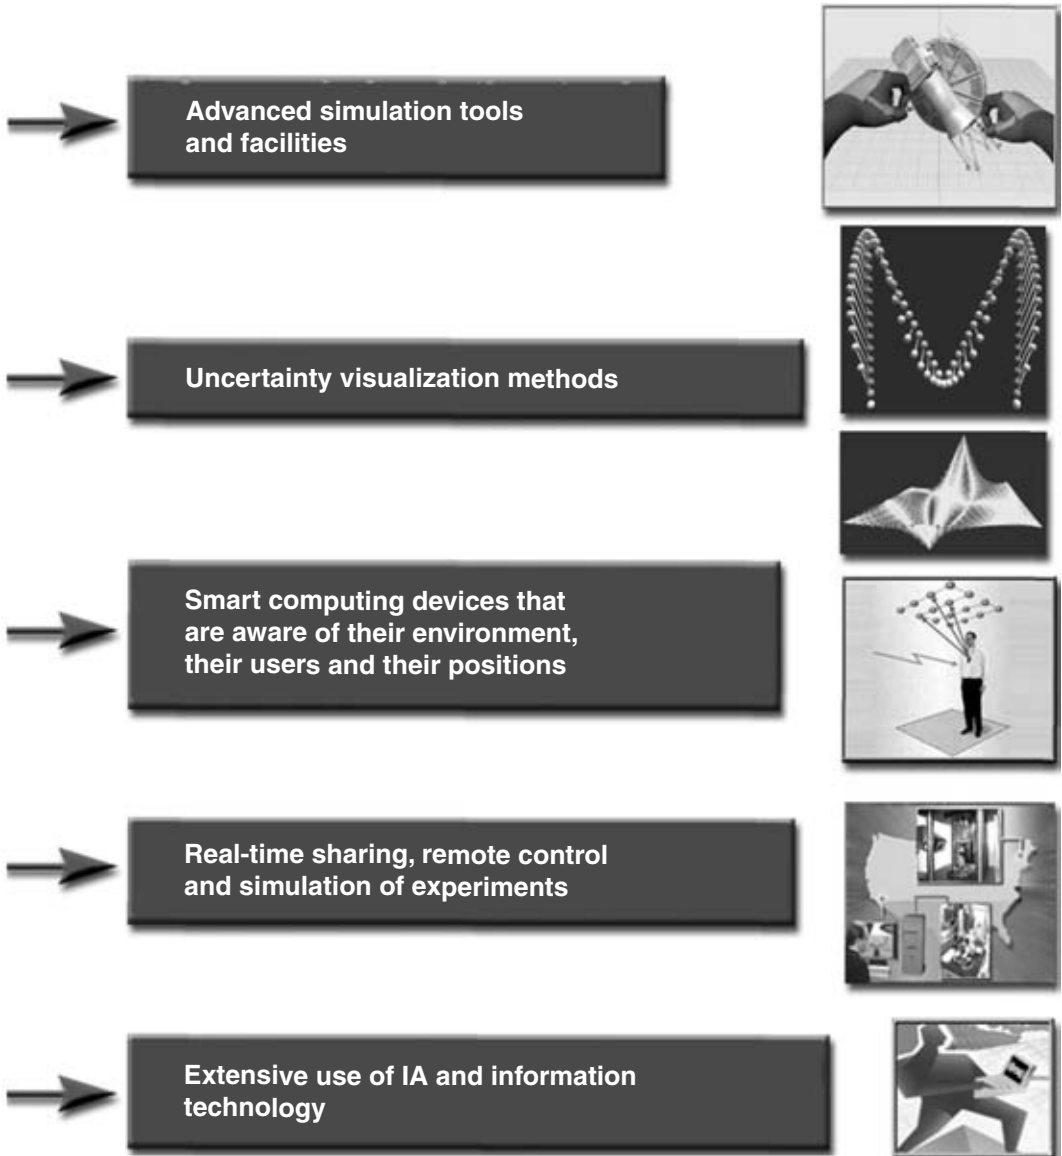 Advanced simulation tools
and facilities
Uncertainty visualization methods
Smart computing devices that
are aware of their environment,
their users and their positions
Real-time sharing, remote control
and simulation of experiments
Extensive use of IA and information
technology